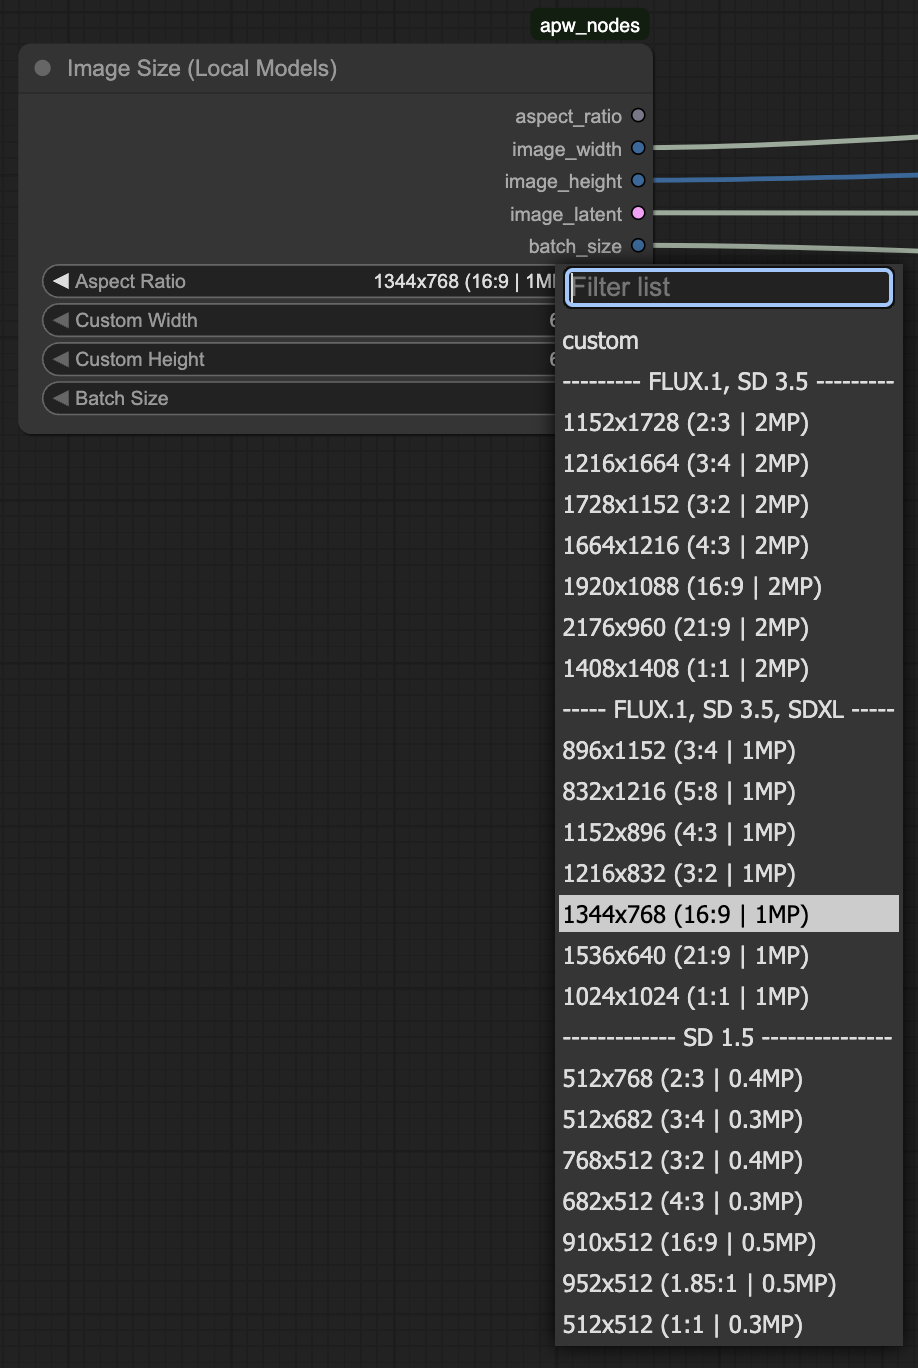 apw_nodes
Image Size (Local Models)
aspect_ratio
image_width
image_height
image_latent
batch_size
Aspect Ratio 1344x768 (16:9 | 1M
Custom Width 6
Custom Height 6
Batch Size
Filter list
custom
--------- FLUX.1, SD 3.5 ---------
1152x1728 (2:3 | 2MP)
1216x1664 (3:4 | 2MP)
1728x1152 (3:2 | 2MP)
1664x1216 (4:3 | 2MP)
1920x1088 (16:9 | 2MP)
2176x960 (21:9 | 2MP)
1408x1408 (1:1 | 2MP)
----- FLUX.1, SD 3.5, SDXL -----
896x1152 (3:4 | 1MP)
832x1216 (5:8 | 1MP)
1152x896 (4:3 | 1MP)
1216x832 (3:2 | 1MP)
1344x768 (16:9 | 1MP)
1536x640 (21:9 | 1MP)
1024x1024 (1:1 | 1MP)
------------- SD 1.5 ---------------
512x768 (2:3 | 0.4MP)
512x682 (3:4 | 0.3MP)
768x512 (3:2 | 0.4MP)
682x512 (4:3 | 0.3MP)
910x512 (16:9 | 0.5MP)
952x512 (1.85:1 | 0.5MP)
512x512 (1:1 | 0.3MP)